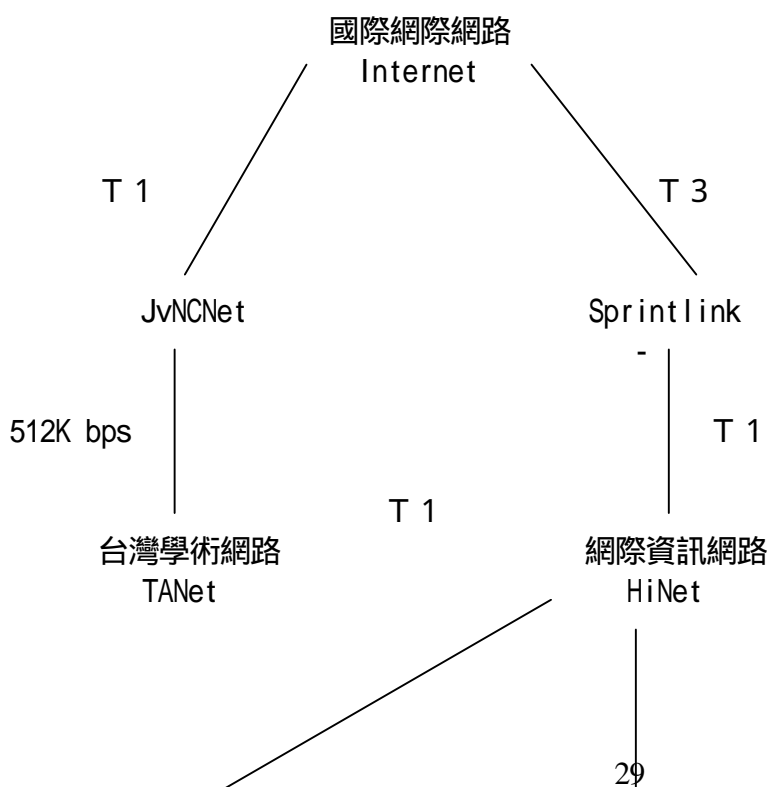 國際網際網路
Internet
T 1
T 3
JvNCNet
Sprintlink
-
512K bps
T 1
T 1
台灣學術網路
TANet
網際資訊網路
HiNet
29